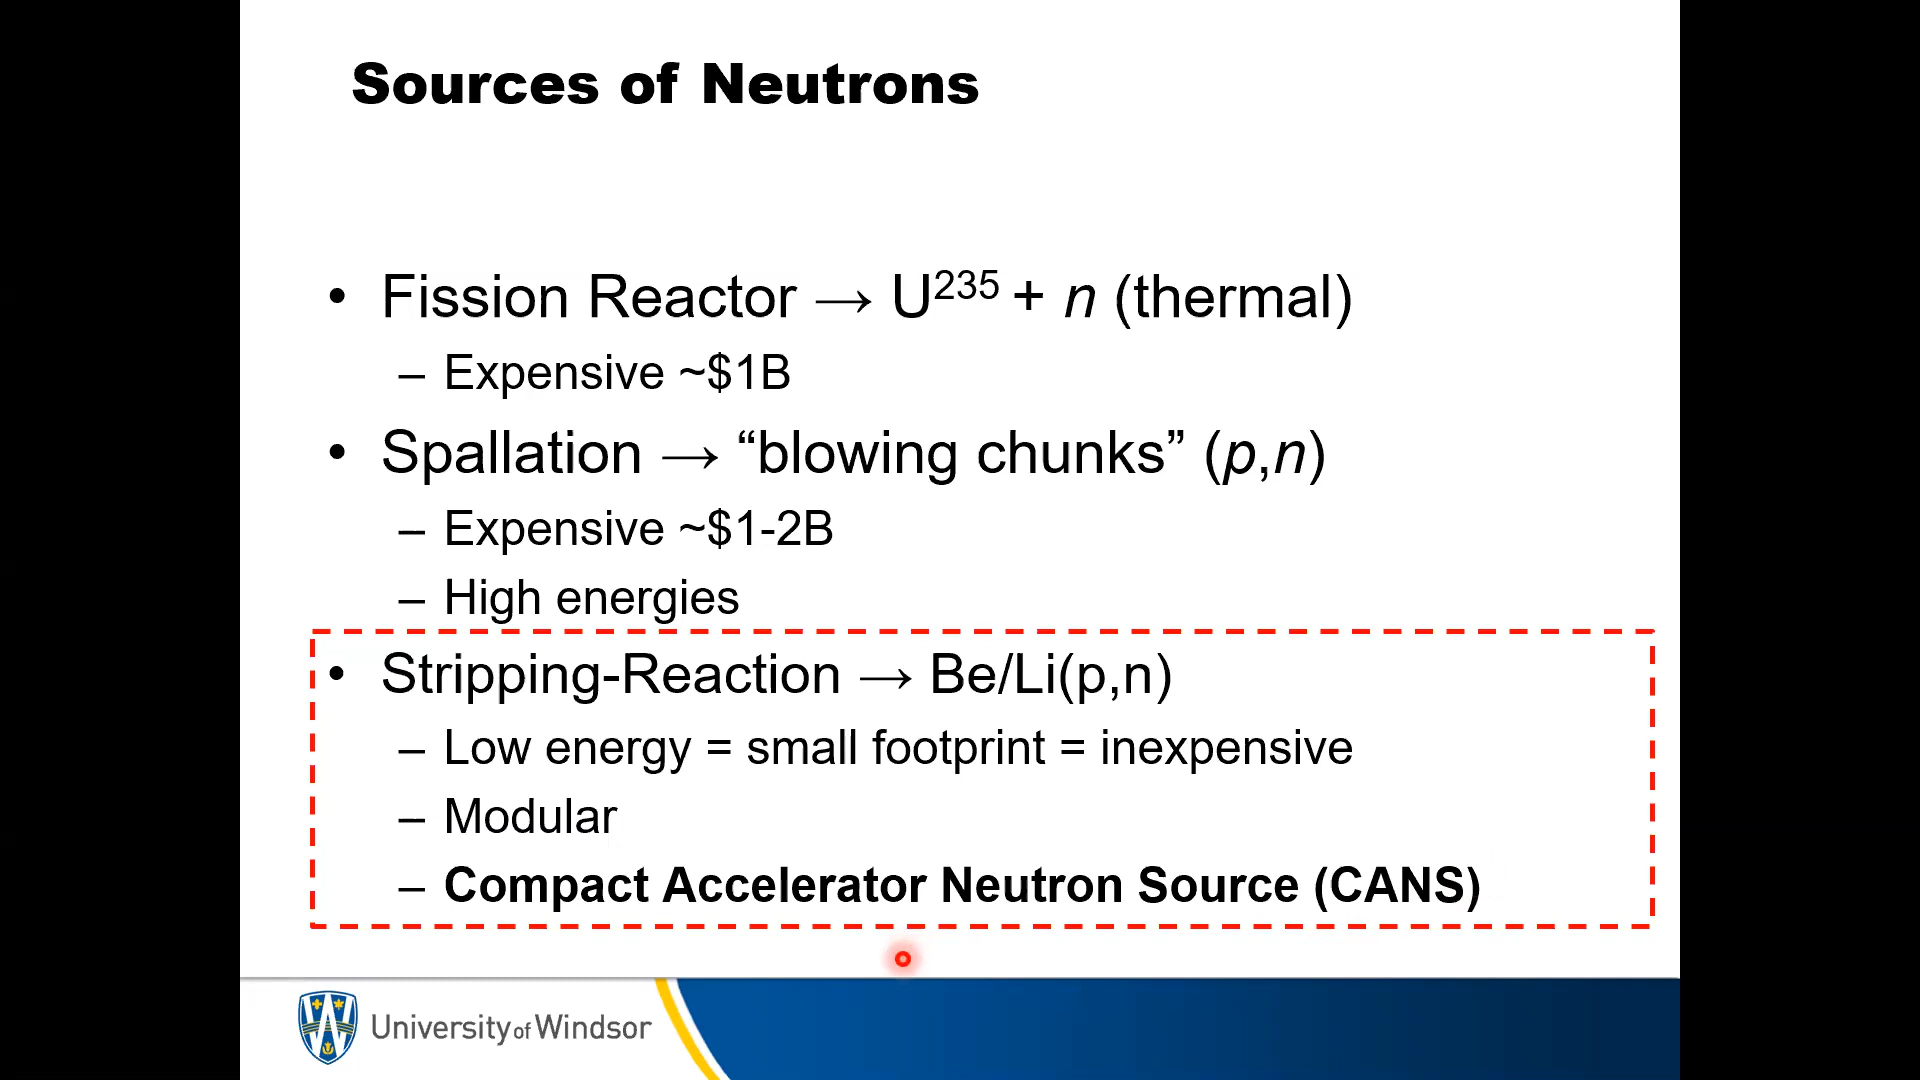 Sources of Neutrons
• Fission Reactor → U²³⁵ + n (thermal)
– Expensive ~$1B
• Spallation → “blowing chunks” (p,n)
– Expensive ~$1-2B
– High energies
• Stripping-Reaction → Be/Li(p,n)
– Low energy = small footprint = inexpensive
– Modular
– Compact Accelerator Neutron Source (CANS)
University of Windsor